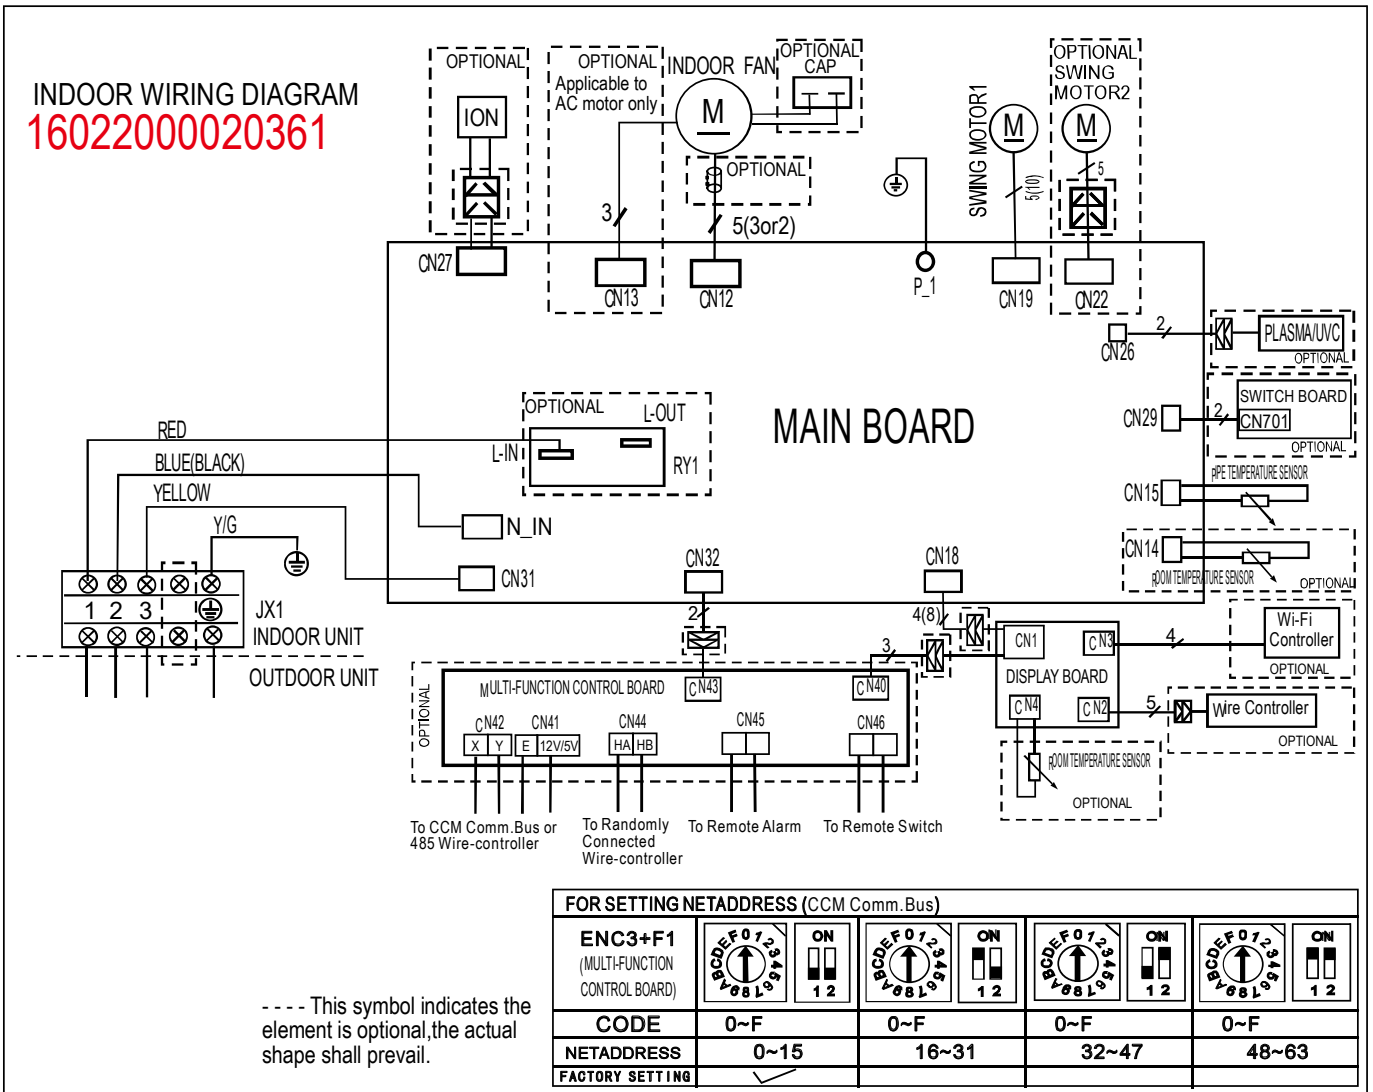 INDOOR WIRING DIAGRAM
16022000020361
OPTIONAL
ION
CN27
OPTIONAL
Applicable to
AC motor only
3
CN13
INDOOR FAN
M
OPTIONAL
CAP
OPTIONAL
5(3or2)
CN12
P_1
SWING MOTOR1
M
5(10)
CN19
OPTIONAL
SWING
MOTOR2
M
5
CN22
CN26
2
PLASMA/UVC
OPTIONAL
CN29
2
SWITCH BOARD
CN701
OPTIONAL
CN15
PIPE TEMPERATURE SENSOR
CN14
ROOM TEMPERATURE SENSOR
OPTIONAL
MAIN BOARD
OPTIONAL
L-OUT
L-IN
RY1
RED
BLUE(BLACK)
YELLOW
Y/G
N_IN
CN31
1 2 3
JX1
INDOOR UNIT
OUTDOOR UNIT
CN32
2
CN18
4(8)
3
CN1
CN3
DISPLAY BOARD
CN4
CN2
4
Wi-Fi
Controller
OPTIONAL
5
Wire Controller
OPTIONAL
ROOM TEMPERATURE SENSOR
OPTIONAL
OPTIONAL
MULTI-FUNCTION CONTROL BOARD
CN43
CN40
CN42
X Y
CN41
E 12V/5V
CN44
HA HB
CN45
CN46
To CCM Comm.Bus or
485 Wire-controller
To Randomly
Connected
Wire-controller
To Remote Alarm
To Remote Switch
---- This symbol indicates the
element is optional,the actual
shape shall prevail.
FOR SETTING NETADDRESS (CCM Comm.Bus)
ENC3+F1
(MULTI-FUNCTION
CONTROL BOARD)
0123456789ABCDEF
ON
1 2
0123456789ABCDEF
ON
1 2
0123456789ABCDEF
ON
1 2
0123456789ABCDEF
ON
1 2
CODE 0~F 0~F 0~F 0~F
NETADDRESS 0~15 16~31 32~47 48~63
FACTORY SETTING